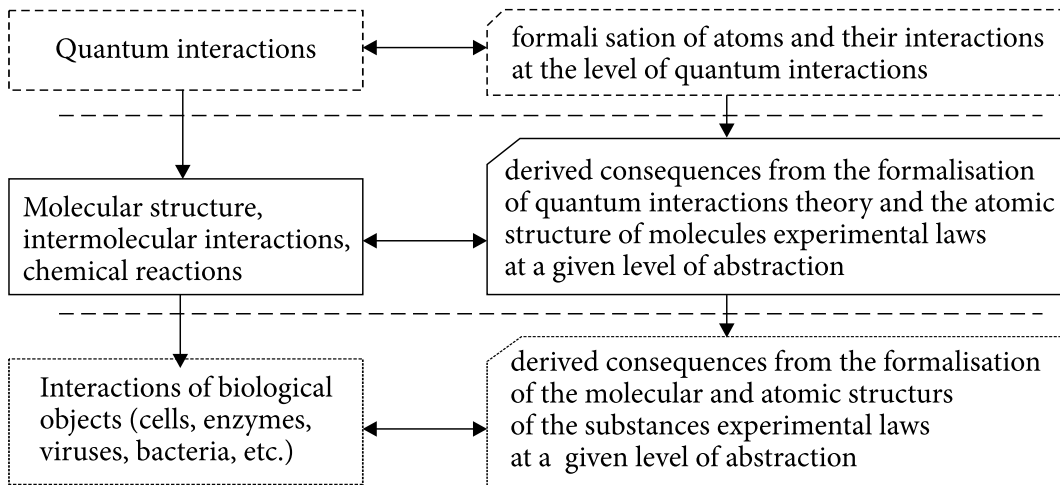 Quantum interactions
formali sation of atoms and their interactions
at the level of quantum interactions
Molecular structure,
intermolecular interactions,
chemical reactions
derived consequences from the formalisation
of quantum interactions theory and the atomic
structure of molecules experimental laws
at a given level of abstraction
Interactions of biological
objects (cells, enzymes,
viruses, bacteria, etc.)
derived consequences from the formalisation
of the molecular and atomic structurs
of the substances experimental laws
at a given level of abstraction